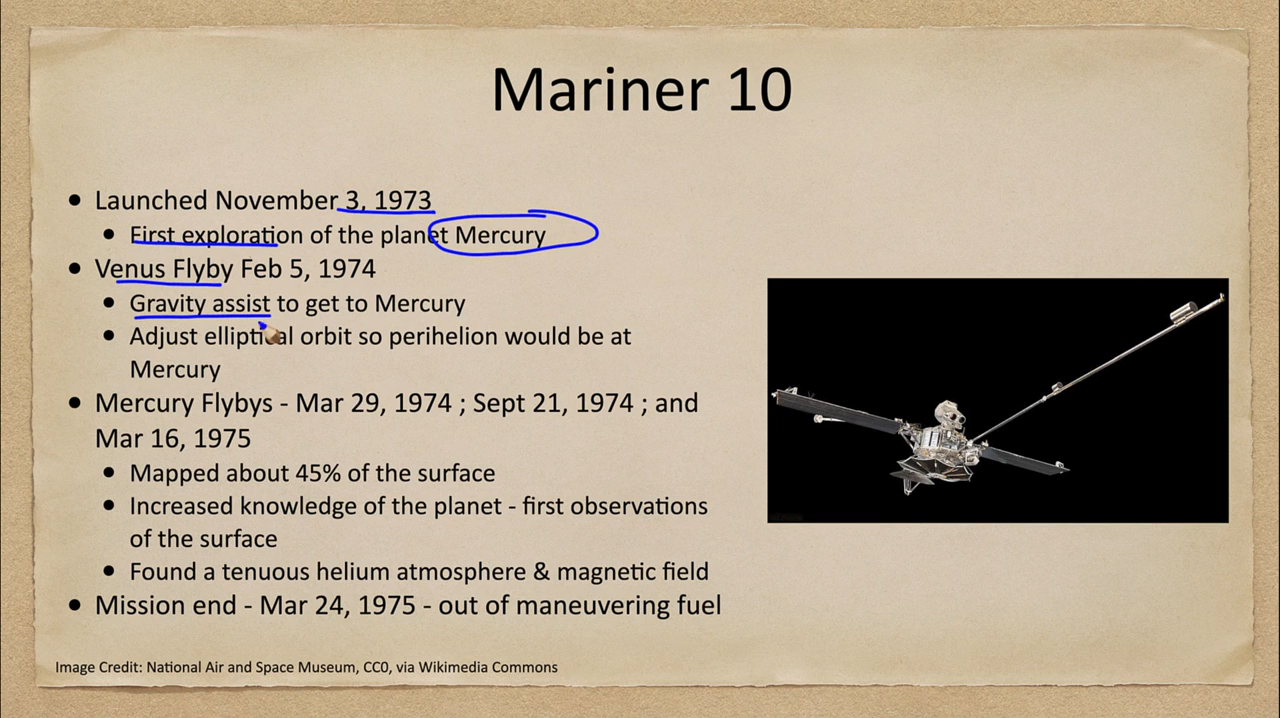 Mariner 10
• Launched November 3, 1973
• First exploration of the planet Mercury
• Venus Flyby Feb 5, 1974
• Gravity assist to get to Mercury
• Adjust elliptical orbit so perihelion would be at
Mercury
• Mercury Flybys - Mar 29, 1974 ; Sept 21, 1974 ; and
Mar 16, 1975
• Mapped about 45% of the surface
• Increased knowledge of the planet - first observations
of the surface
• Found a tenuous helium atmosphere & magnetic field
• Mission end - Mar 24, 1975 - out of maneuvering fuel
Image Credit: National Air and Space Museum, CC0, via Wikimedia Commons